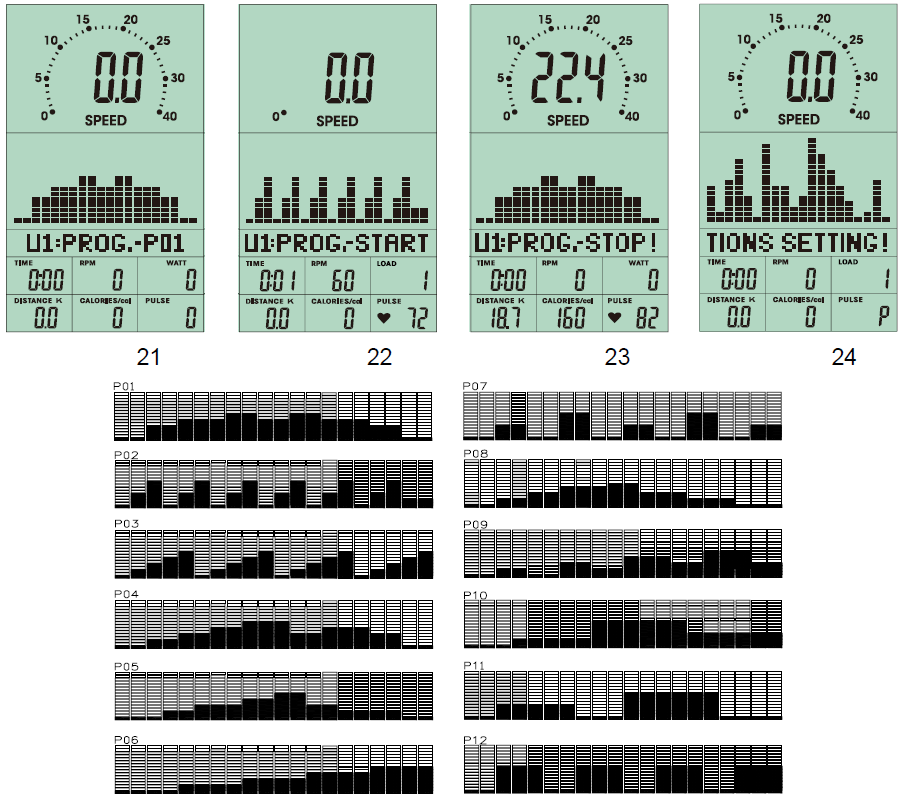 15 20
10 25
5 30
0 40
0.0
SPEED
U1:PROG.-P01
TIME RPM WATT
0:00 0 0
DISTANCE K CALORIES/cal PULSE
0.0 0 0
21
0.0
0
SPEED
U1:PROG.-START
TIME RPM LOAD
0:01 60 1
DISTANCE K CALORIES/cal PULSE
0.0 0 72
22
15 20
10 25
5 30
0 40
22.4
SPEED
U1:PROG.-STOP!
TIME RPM WATT
0:00 0 0
DISTANCE K CALORIES/cal PULSE
18.7 160 82
23
15 20
10 25
5 30
0 40
0.0
SPEED
TIONS SETTING!
TIME RPM LOAD
0:00 0 1
DISTANCE K CALORIES/cal PULSE
0.0 0 P
24
P01
P02
P03
P04
P05
P06
P07
P08
P09
P10
P11
P12